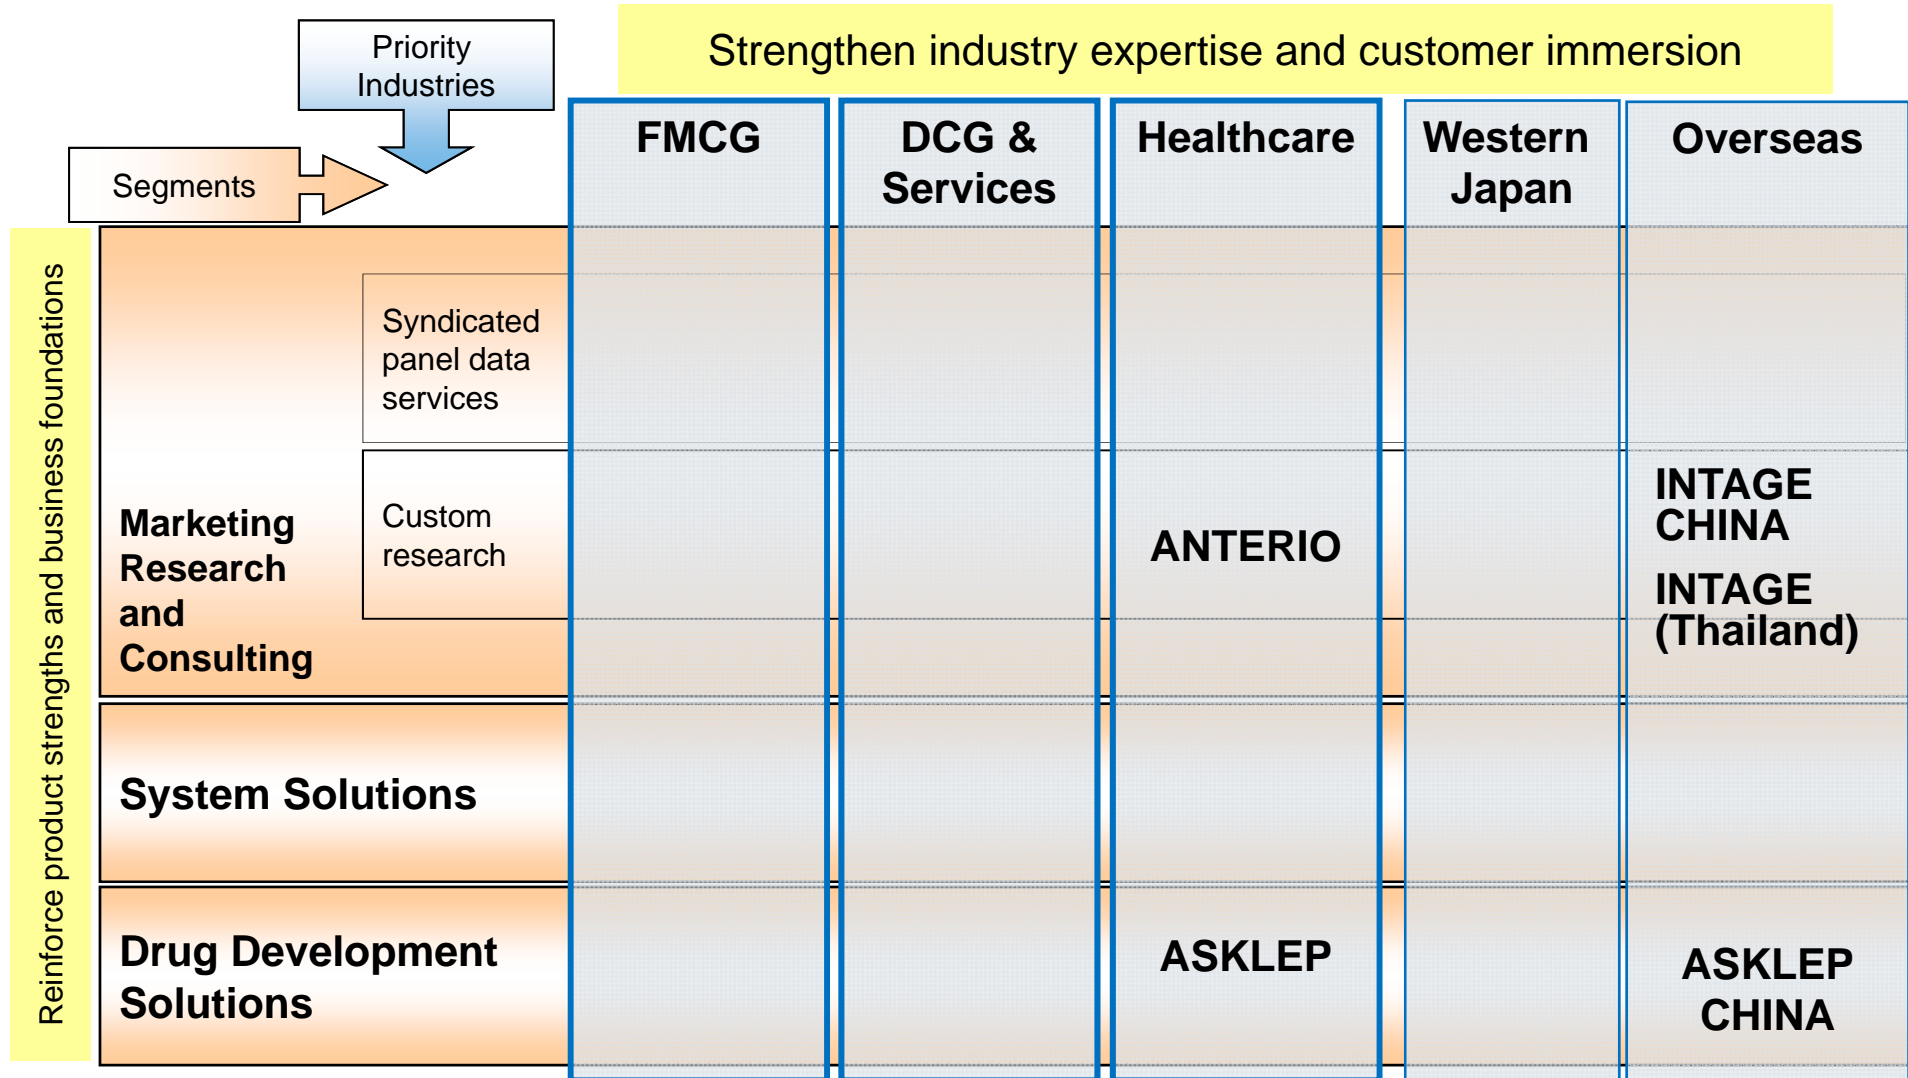 Priority
Industries
Strengthen industry expertise and customer immersion
Segments
FMCG
DCG &
Services
Healthcare
Western
Japan
Overseas
Reinforce product strengths and business foundations
Marketing
Research
and
Consulting
Syndicated
panel data
services
Custom
research
ANTERIO
INTAGE
CHINA
INTAGE
(Thailand)
System Solutions
Drug Development
Solutions
ASKLEP
ASKLEP
CHINA